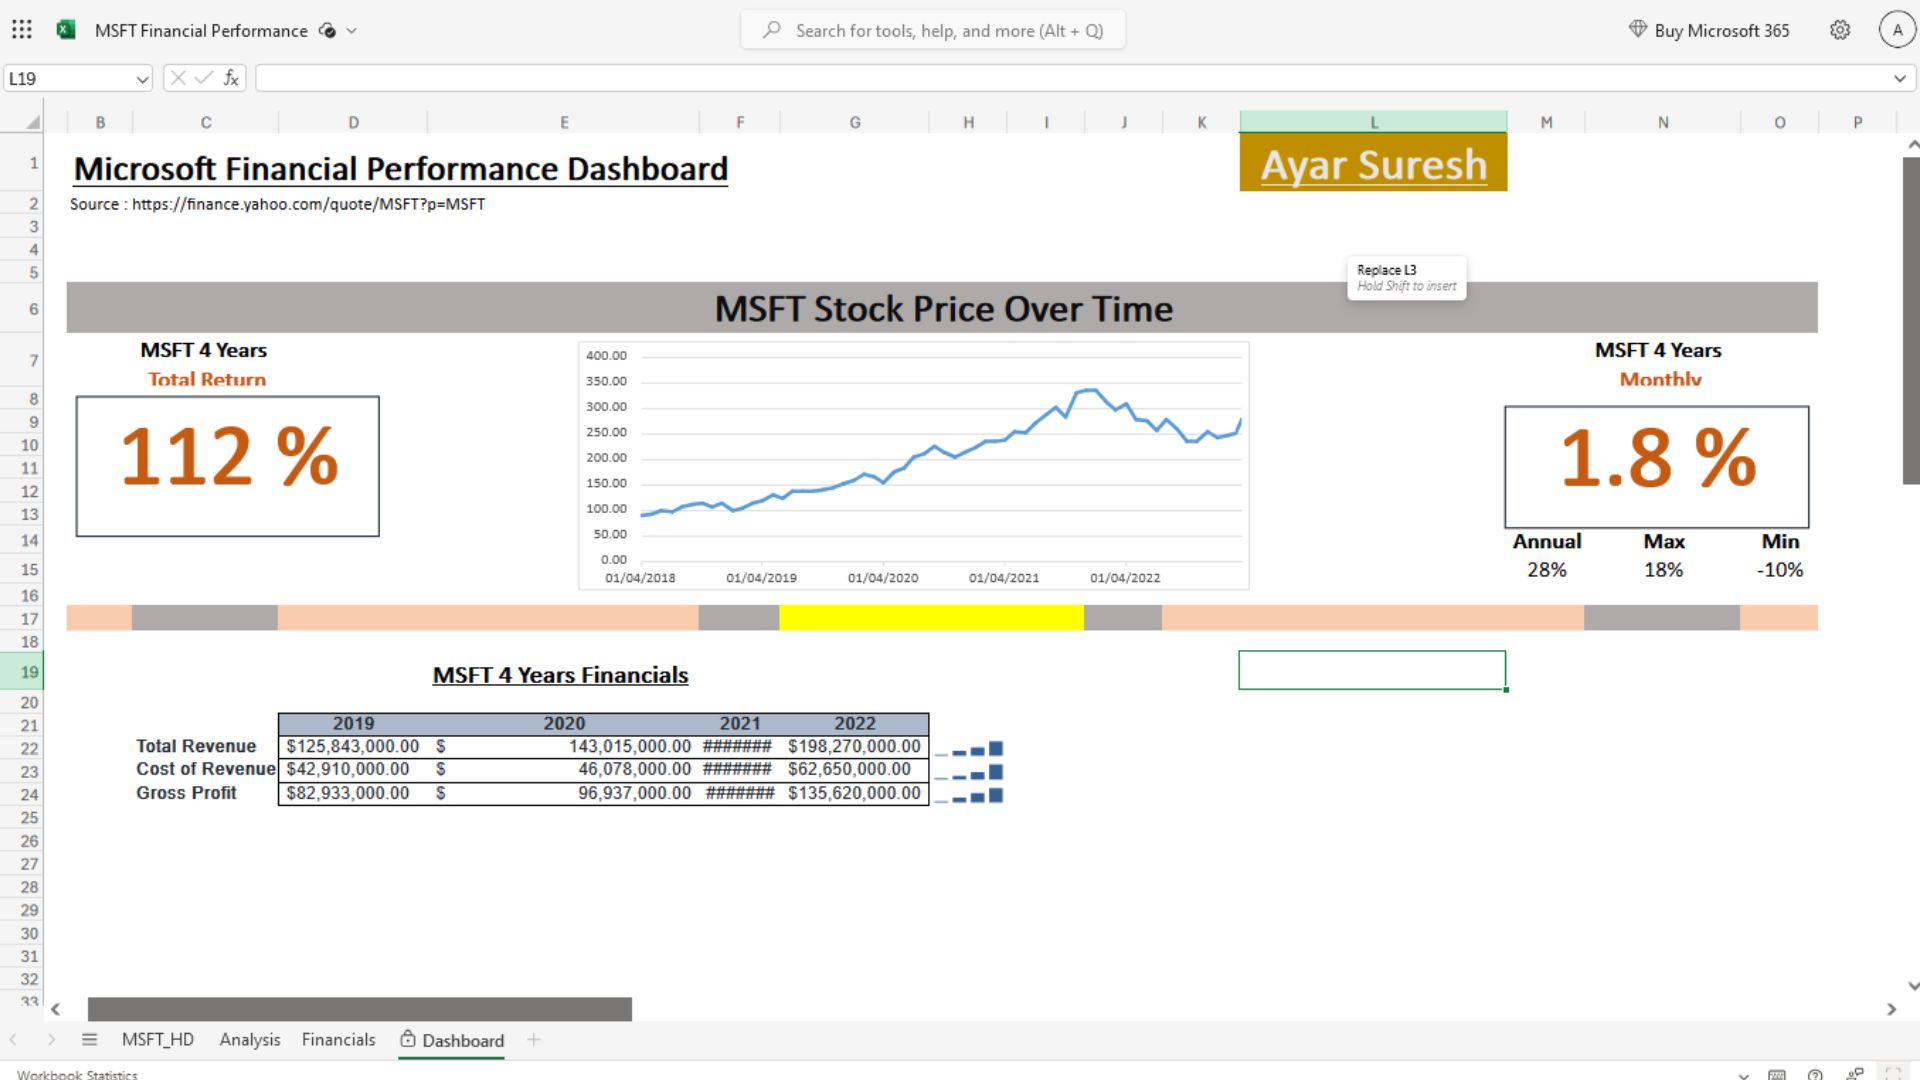 MSFT Financial Performance
Search for tools, help, and more (Alt + Q)
Buy Microsoft 365
A
L19
fx
B C D E F G H I J K L M N O P
1
Microsoft Financial Performance Dashboard
Ayar Suresh
2
Source : https://finance.yahoo.com/quote/MSFT?p=MSFT
3
4
5
Replace L3
Hold Shift to insert
6
MSFT Stock Price Over Time
7
MSFT 4 Years
Total Return
112 %
400.00
350.00
300.00
250.00
200.00
150.00
100.00
50.00
0.00
01/04/2018 01/04/2019 01/04/2020 01/04/2021 01/04/2022
MSFT 4 Years
Monthly
1.8 %
Annual Max Min
28% 18% -10%
8
9
10
11
12
13
14
15
16
17
18
19
MSFT 4 Years Financials
20
21 2019 2020 2021 2022
22 Total Revenue $125,843,000.00 $ 143,015,000.00 ####### $198,270,000.00
23 Cost of Revenue $42,910,000.00 $ 46,078,000.00 ####### $62,650,000.00
24 Gross Profit $82,933,000.00 $ 96,937,000.00 ####### $135,620,000.00
25
26
27
28
29
30
31
32
33
MSFT_HD Analysis Financials Dashboard
Workbook Statistics